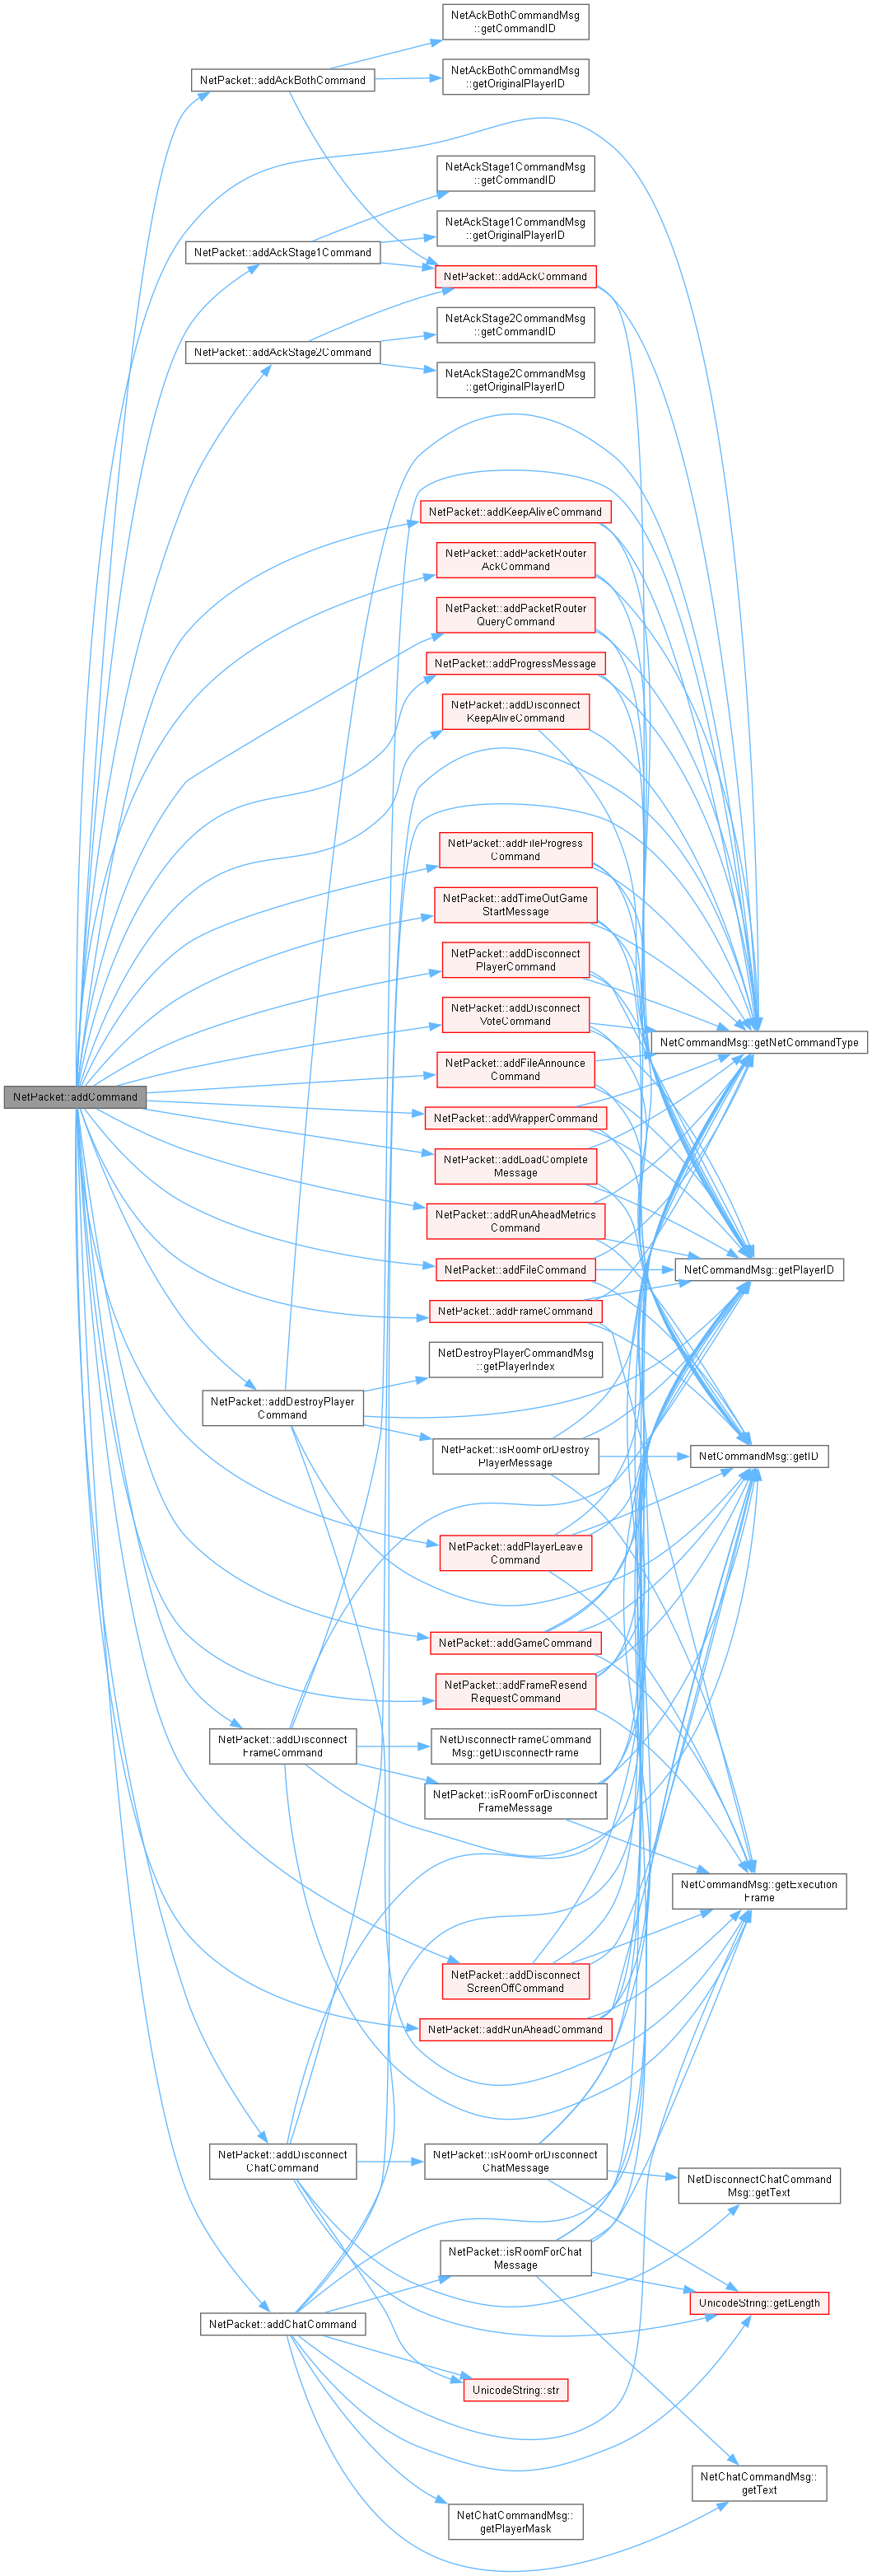 NetAckBothCommandMsg
::getCommandID
NetPacket::addAckBothCommand
NetAckBothCommandMsg
::getOriginalPlayerID
NetAckStage1CommandMsg
::getCommandID
NetAckStage1CommandMsg
::getOriginalPlayerID
NetPacket::addAckStage1Command
NetPacket::addAckCommand
NetAckStage2CommandMsg
::getCommandID
NetPacket::addAckStage2Command
NetAckStage2CommandMsg
::getOriginalPlayerID
NetPacket::addKeepAliveCommand
NetPacket::addPacketRouter
AckCommand
NetPacket::addPacketRouter
QueryCommand
NetPacket::addProgressMessage
NetPacket::addDisconnect
KeepAliveCommand
NetPacket::addFileProgress
Command
NetPacket::addTimeOutGame
StartMessage
NetPacket::addDisconnect
PlayerCommand
NetPacket::addDisconnect
VoteCommand
NetCommandMsg::getNetCommandType
NetPacket::addFileAnnounce
Command
NetPacket::addCommand
NetPacket::addWrapperCommand
NetPacket::addLoadComplete
Message
NetPacket::addRunAheadMetrics
Command
NetPacket::addFileCommand
NetCommandMsg::getPlayerID
NetPacket::addFrameCommand
NetDestroyPlayerCommandMsg
::getPlayerIndex
NetPacket::addDestroyPlayer
Command
NetPacket::isRoomForDestroy
PlayerMessage
NetCommandMsg::getID
NetPacket::addPlayerLeave
Command
NetPacket::addGameCommand
NetPacket::addFrameResend
RequestCommand
NetPacket::addDisconnect
FrameCommand
NetDisconnectFrameCommand
Msg::getDisconnectFrame
NetPacket::isRoomForDisconnect
FrameMessage
NetCommandMsg::getExecution
Frame
NetPacket::addDisconnect
ScreenOffCommand
NetPacket::addRunAheadCommand
NetPacket::addDisconnect
ChatCommand
NetPacket::isRoomForDisconnect
ChatMessage
NetDisconnectChatCommand
Msg::getText
NetPacket::isRoomForChat
Message
UnicodeString::getLength
NetPacket::addChatCommand
UnicodeString::str
NetChatCommandMsg::
getText
NetChatCommandMsg::
getPlayerMask